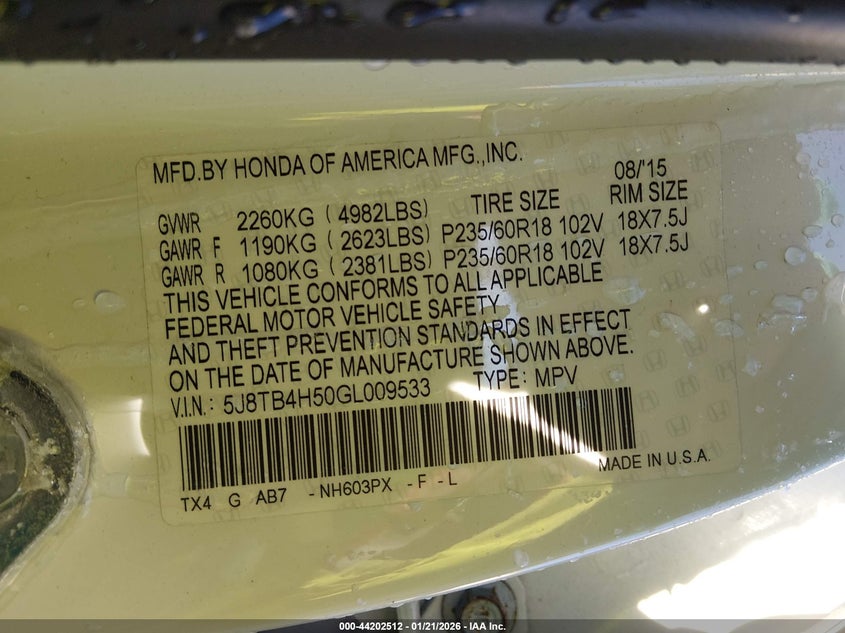 MFD.BY HONDA OF AMERICA MFG.,INC. 08/'15
GVWR 2260KG ( 4982LBS) TIRE SIZE RIM SIZE
GAWR F 1190KG ( 2623LBS) P235/60R18 102V 18X7.5J
GAWR R 1080KG ( 2381LBS) P235/60R18 102V 18X7.5J
THIS VEHICLE CONFORMS TO ALL APPLICABLE
FEDERAL MOTOR VEHICLE SAFETY
AND THEFT PREVENTION STANDARDS IN EFFECT
ON THE DATE OF MANUFACTURE SHOWN ABOVE.
V.I.N.: 5J8TB4H50GL009533 TYPE: MPV
TX4 G AB7 -NH603PX -F -L MADE IN U.S.A.
000-44202512 - 01/21/2026 - IAA Inc.